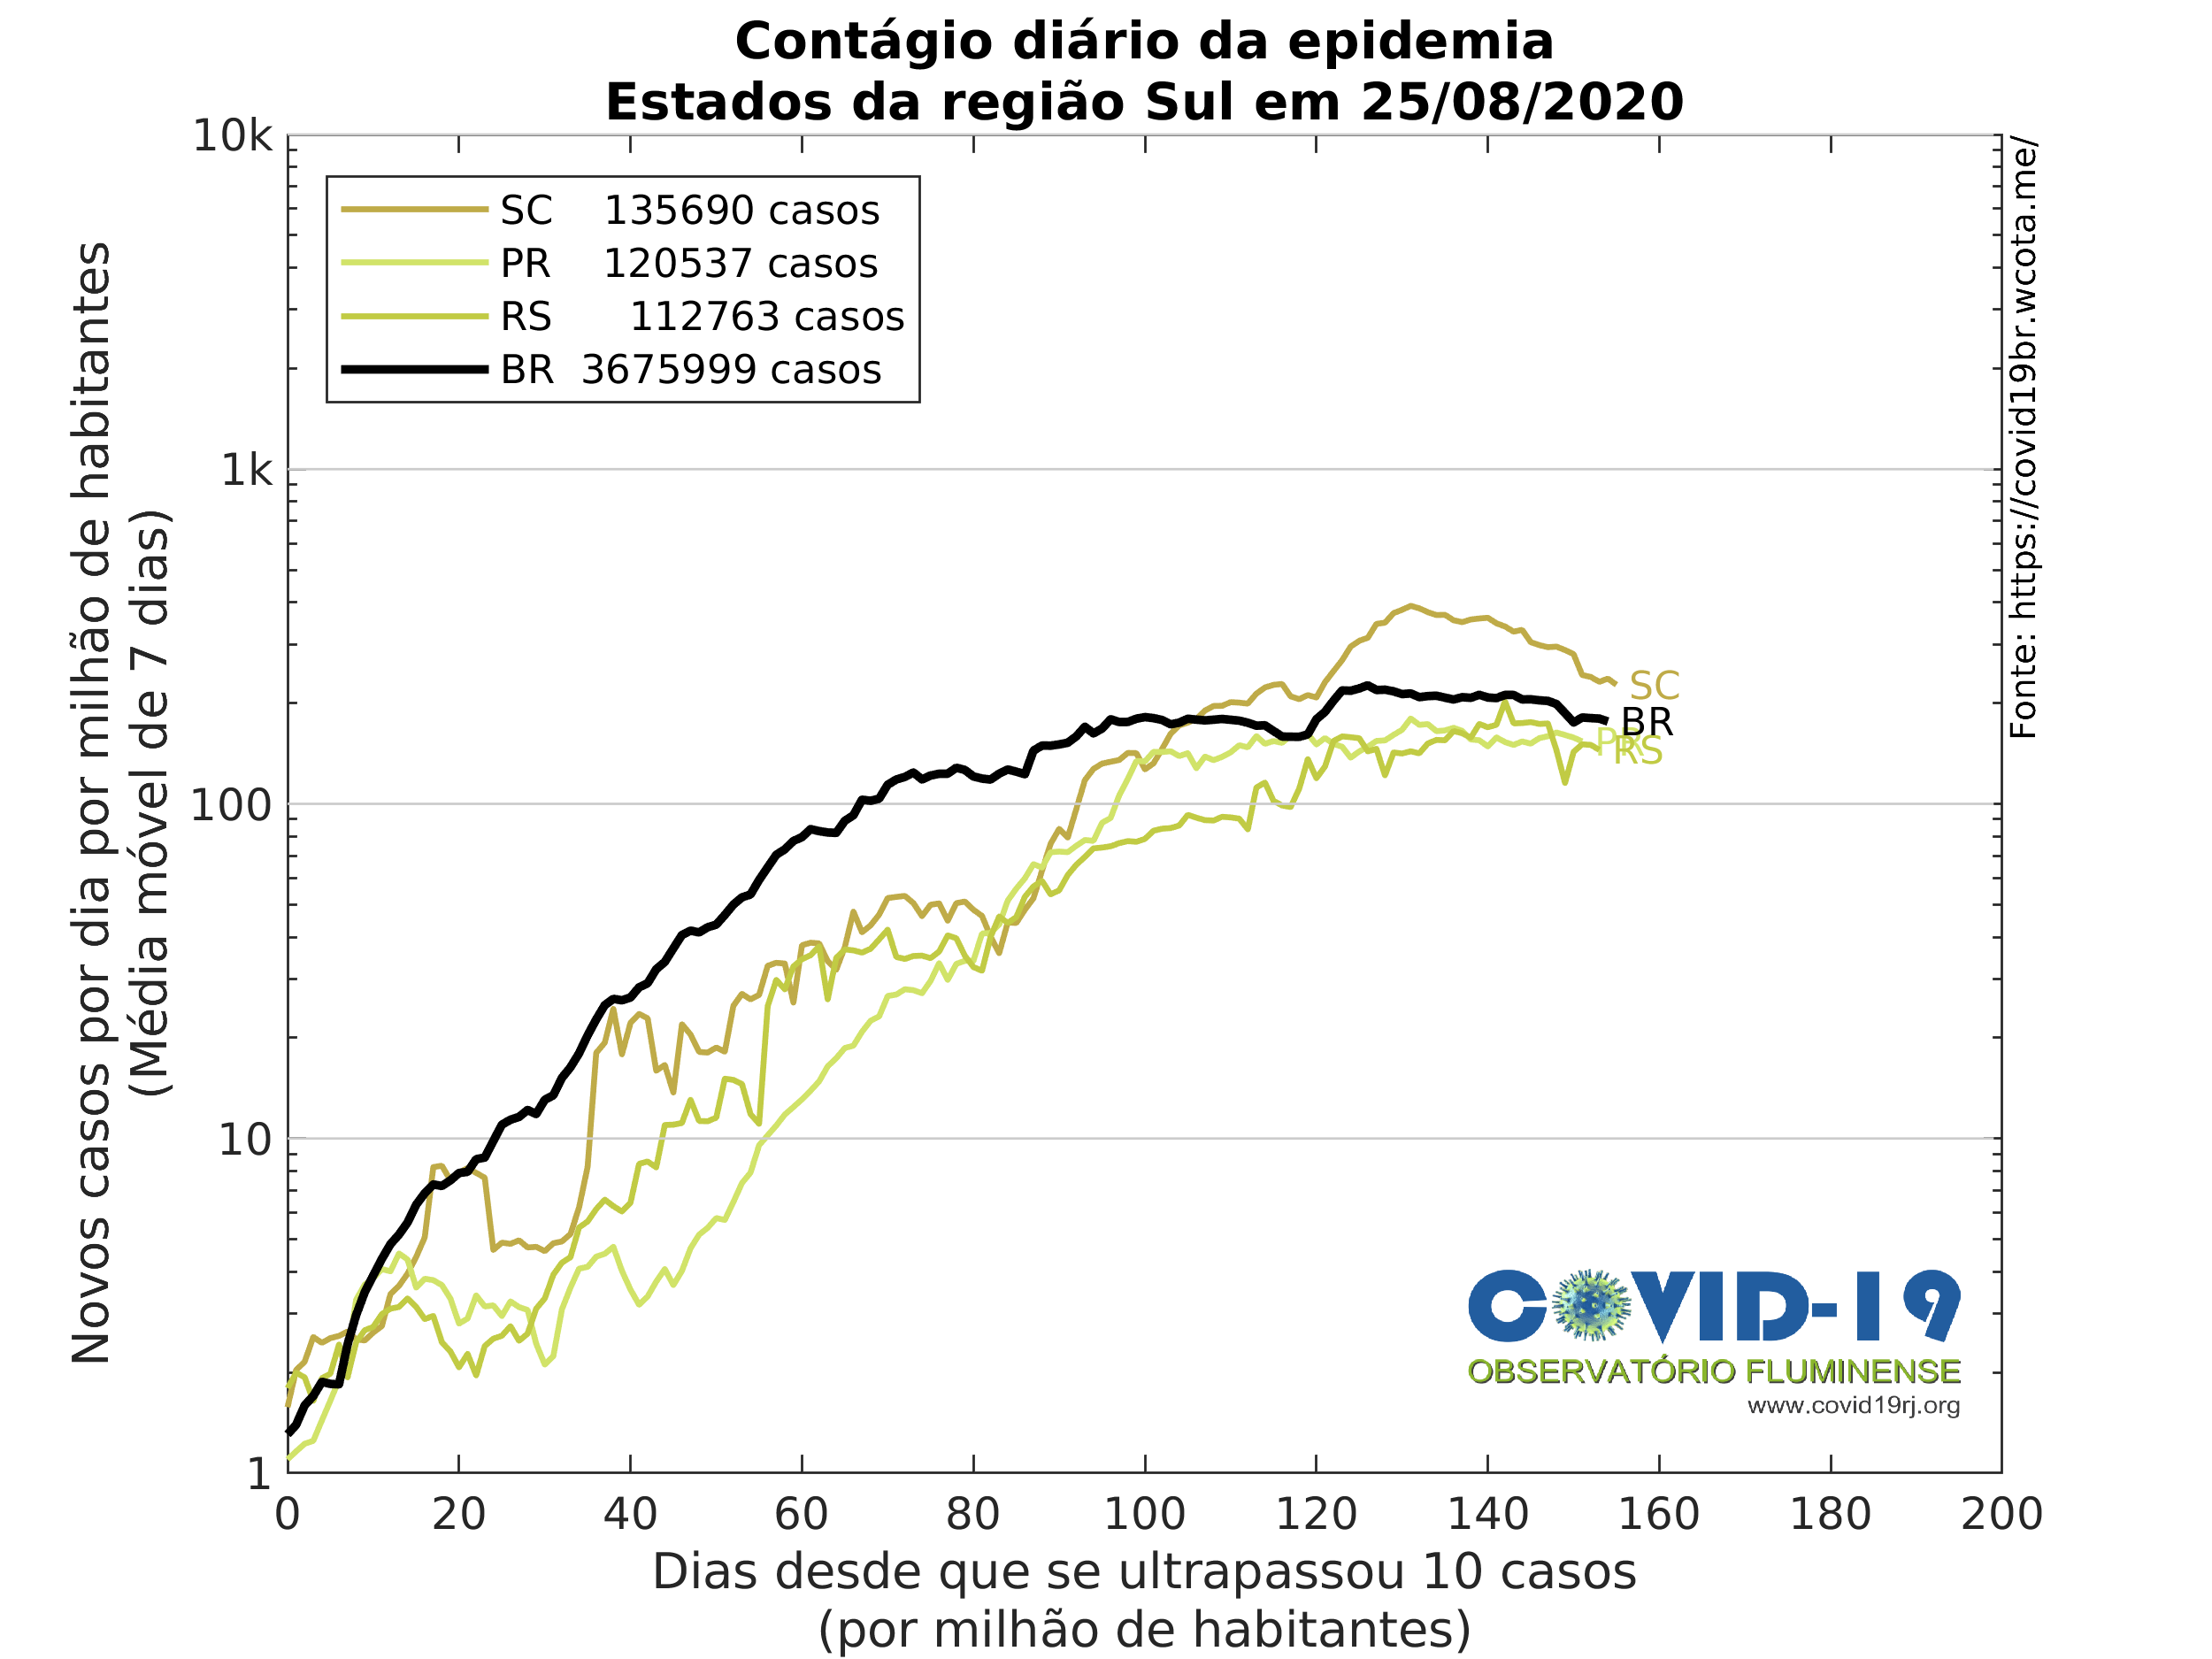 Contágio diário da epidemia
Estados da região Sul em 25/08/2020
10k
1k
100
10
1
Novos casos por dia por milhão de habitantes
(Média móvel de 7 dias)
SC 135690 casos
PR 120537 casos
RS 112763 casos
BR 3675999 casos
SC
BR
PR
RS
Fonte: https://covid19br.wcota.me/
COVID-19
OBSERVATÓRIO FLUMINENSE
www.covid19rj.org
0 20 40 60 80 100 120 140 160 180 200
Dias desde que se ultrapassou 10 casos
(por milhão de habitantes)